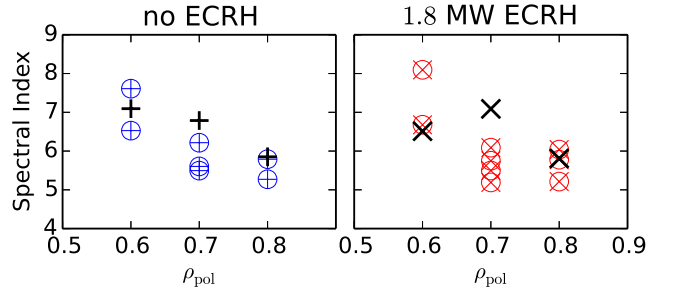 no ECRH
1.8 MW ECRH
Spectral Index
9
8
7
6
5
4
0.5 0.6 0.7 0.8
0.5 0.6 0.7 0.8 0.9
ρpol
ρpol